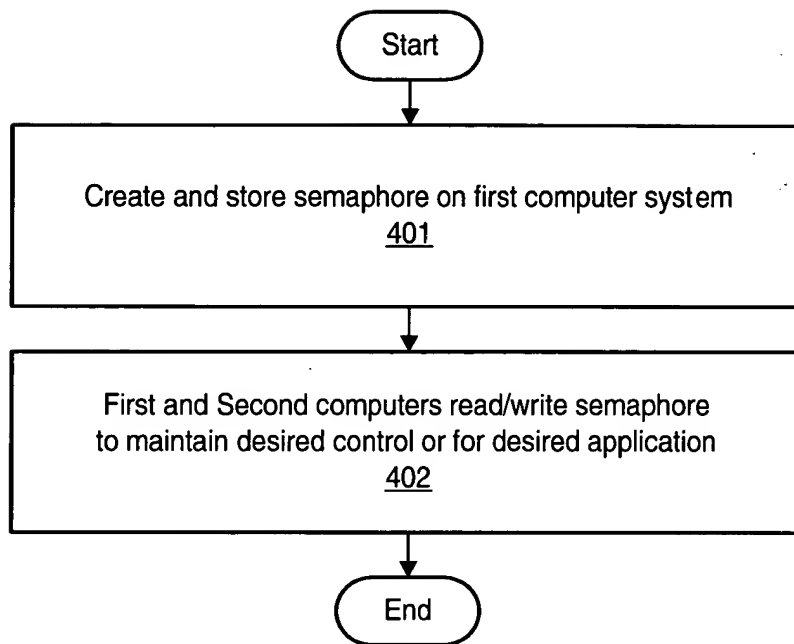 Start
Create and store semaphore on first computer system
401
First and Second computers read/write semaphore
to maintain desired control or for desired application
402
End